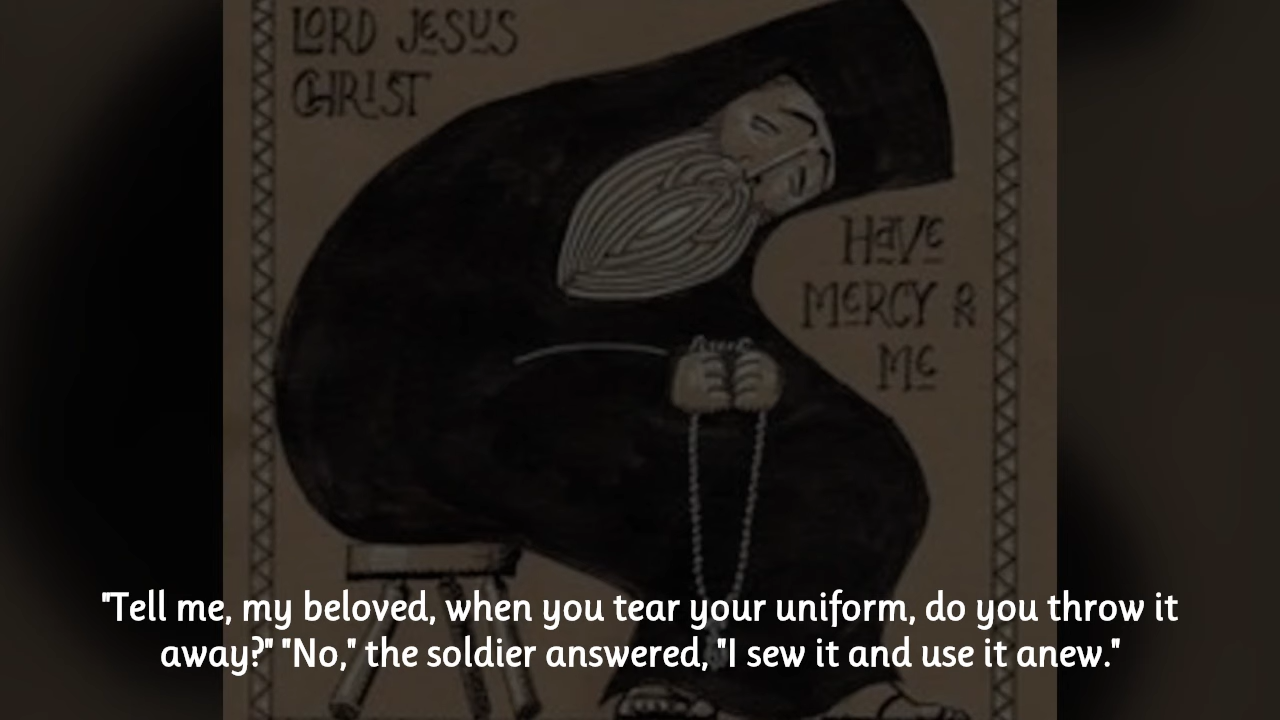 LORD JESUS
CHRIST
HAVE
MERCY &
ME
"Tell me, my beloved, when you tear your uniform, do you throw it
away?" "No," the soldier answered, "I sew it and use it anew."